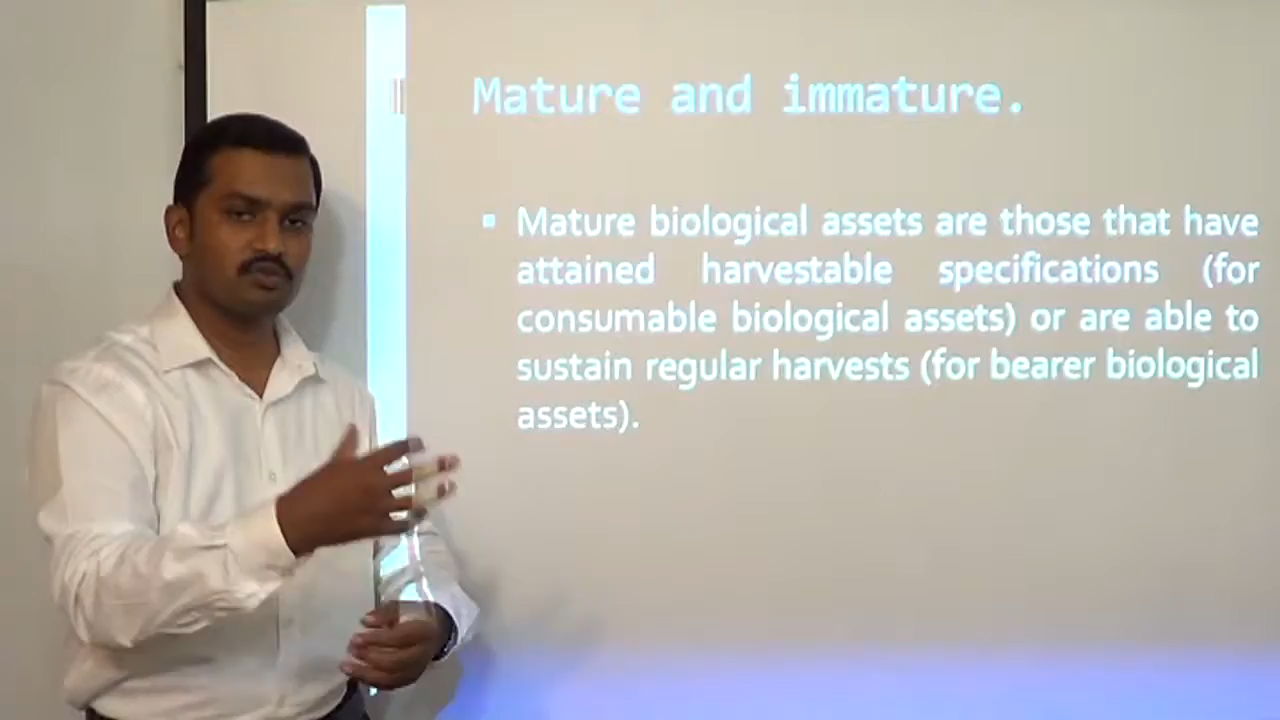 Mature and immature.
▪ Mature biological assets are those that have
attained harvestable specifications (for
consumable biological assets) or are able to
sustain regular harvests (for bearer biological
assets).